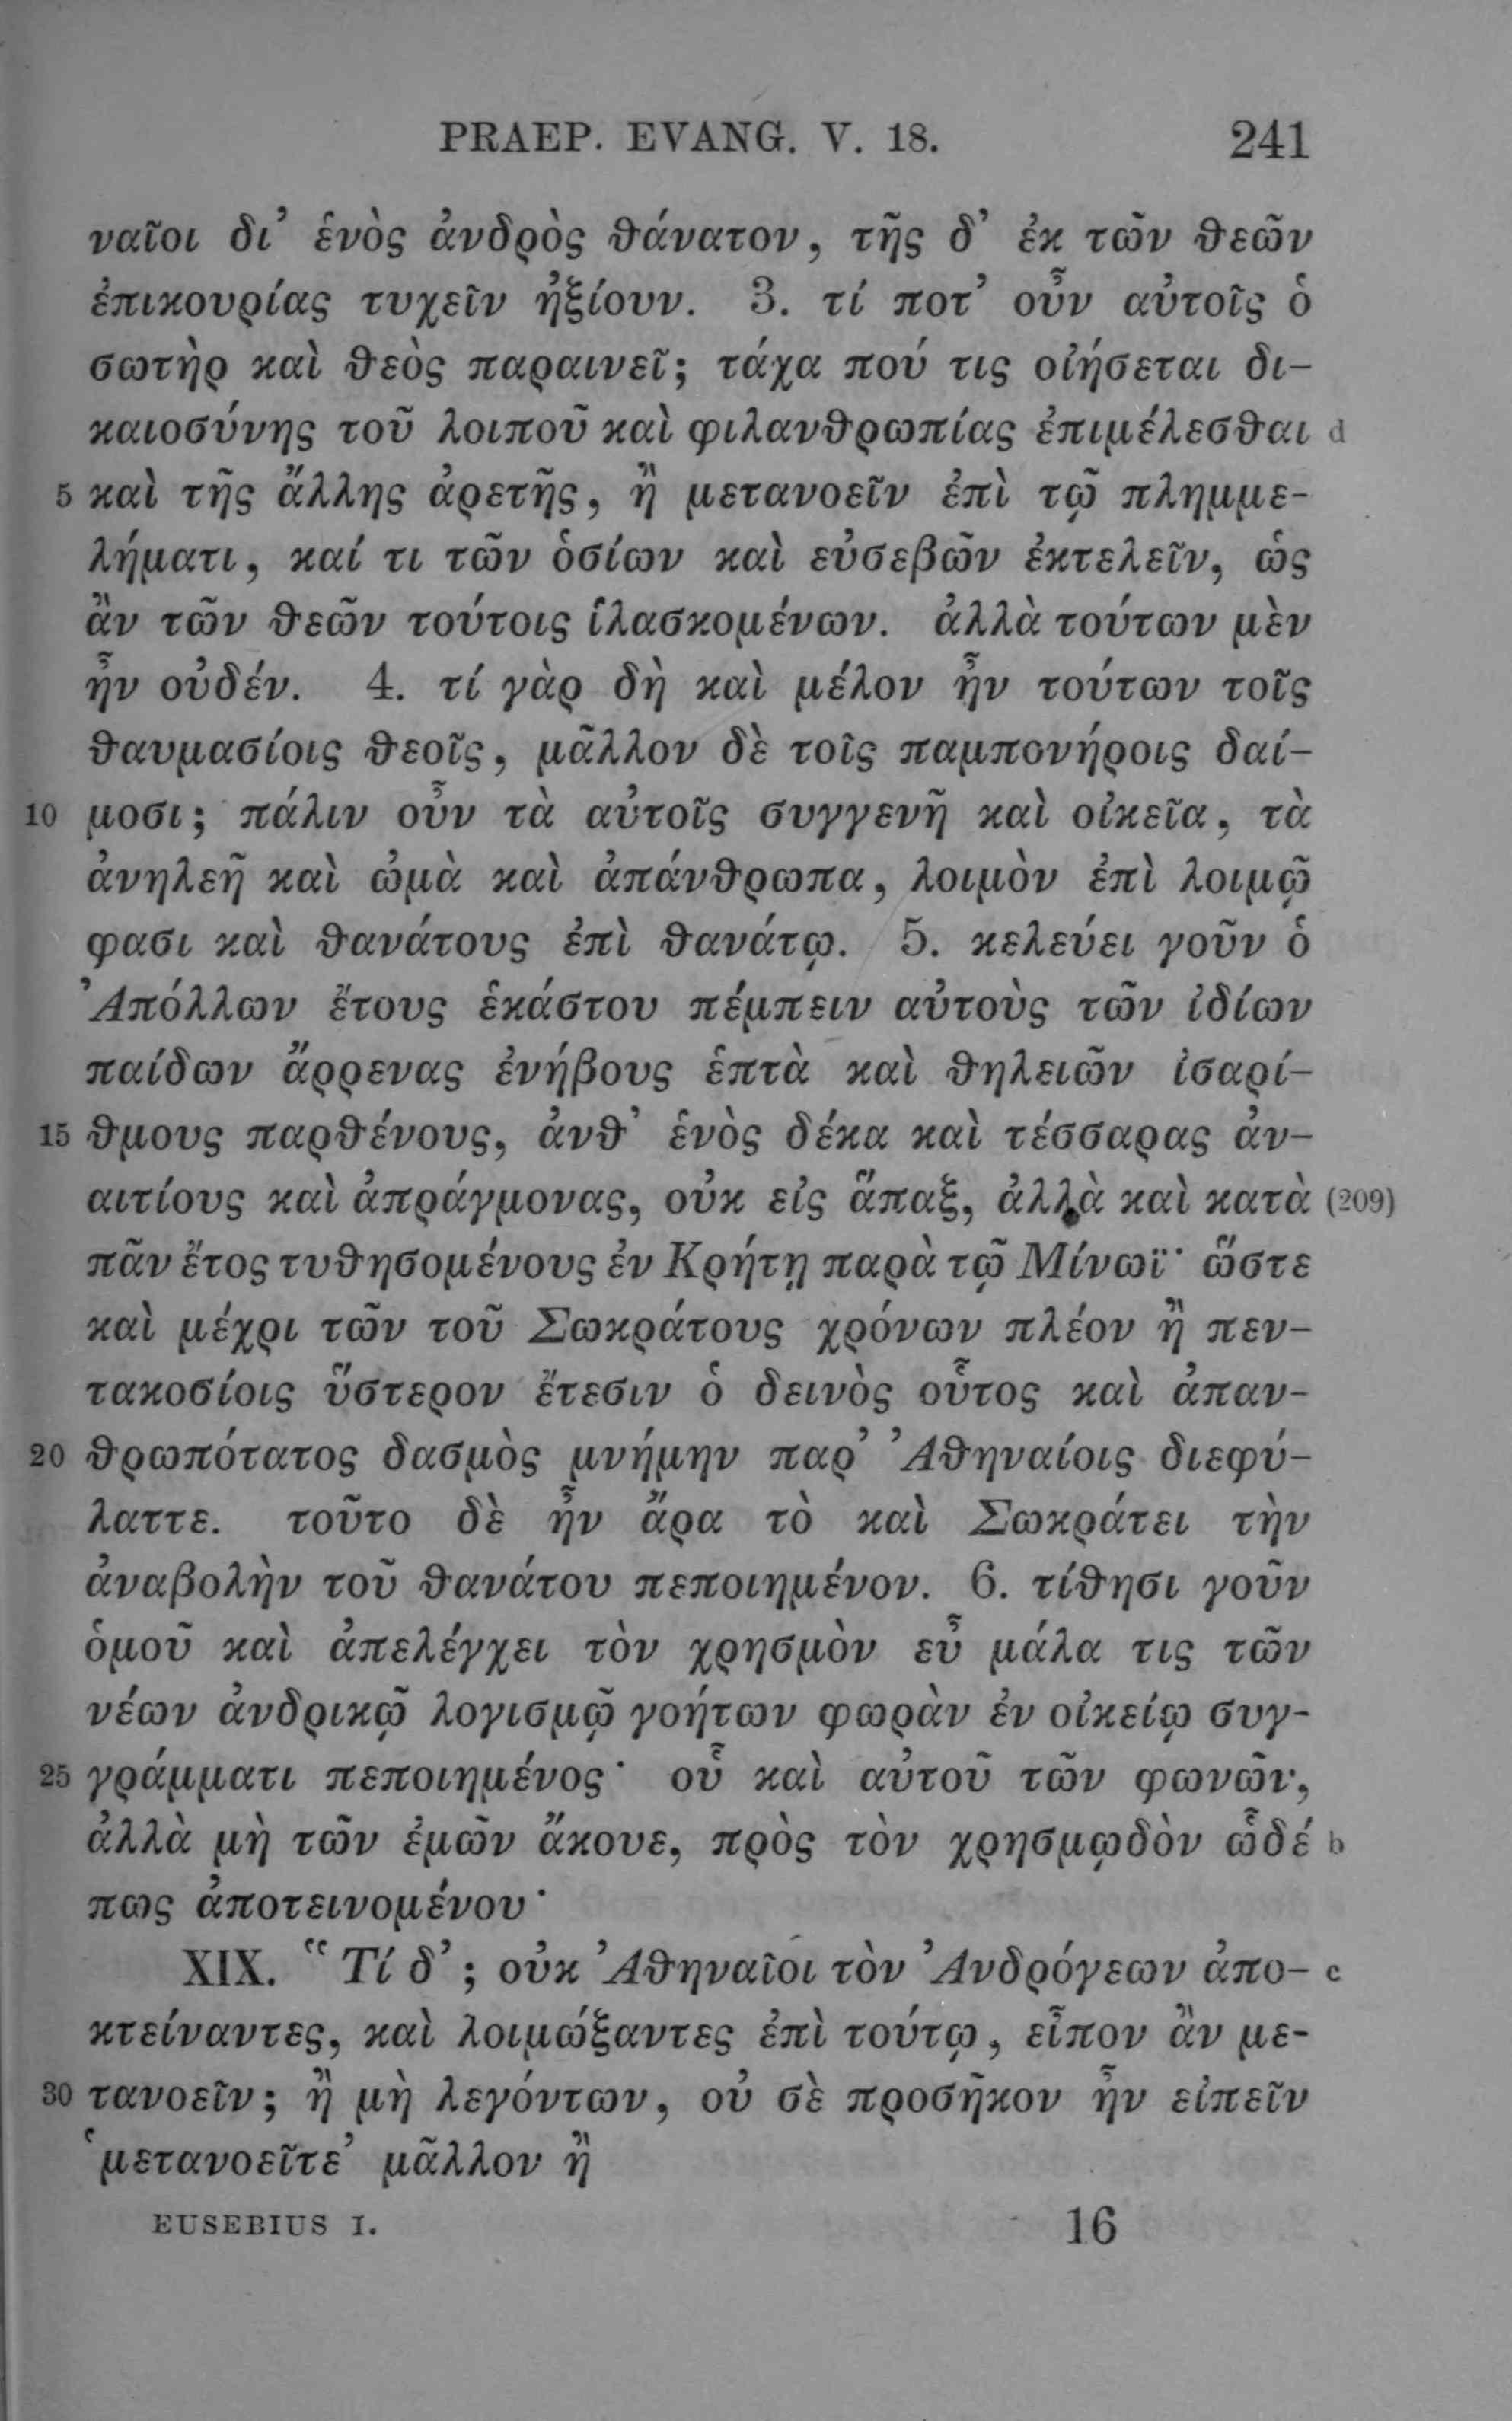 PRAEP. EVANG. V. 18. 241
ναῖοι δι’ ἑνὸς ἀνδρὸς ϑάνατον, τῆς δ’ ἐκ τῶν ϑεῶν
ἐπικουρίας τυχεῖν ἠξίουν. 3. τί ποτ’ οὖν αὐτοῖς ὁ
σωτὴρ καὶ ϑεὸς παραινεῖ; τάχα πού τις οἰήσεται δι-
καιοσύνης τοῦ λοιποῦ καὶ φιλανϑρωπίας ἐπιμέλεσϑαι d
5 καὶ τῆς ἄλλης ἀρετῆς, ἢ μετανοεῖν ἐπὶ τῷ πλημμε-
λήματι, καί τι τῶν ὁσίων καὶ εὐσεβῶν ἐκτελεῖν, ὡς
ἂν τῶν ϑεῶν τούτοις ἱλασκομένων. ἀλλὰ τούτων μὲν
ἦν οὐδέν. 4. τί γὰρ δὴ καὶ μέλον ἦν τούτων τοῖς
ϑαυμασίοις ϑεοῖς, μᾶλλον δὲ τοῖς παμπονήροις δαί-
10 μοσι; πάλιν οὖν τὰ αὐτοῖς συγγενῆ καὶ οἰκεῖα, τὰ
ἀνηλεῆ καὶ ὠμὰ καὶ ἀπάνϑρωπα, λοιμὸν ἐπὶ λοιμῷ
φασι καὶ ϑανάτους ἐπὶ ϑανάτῳ. 5. κελεύει γοῦν ὁ
Ἀπόλλων ἔτους ἑκάστου πέμπειν αὐτοὺς τῶν ἰδίων
παίδων ἄρρενας ἐνήβους ἑπτὰ καὶ ϑηλειῶν ἰσαρί-
15 ϑμους παρϑένους, ἀνϑ’ ἑνὸς δέκα καὶ τέσσαρας ἀν-
αιτίους καὶ ἀπράγμονας, οὐκ εἰς ἅπαξ, ἀλλὰ καὶ κατὰ (209)
πᾶν ἔτος τυϑησομένους ἐν Κρήτῃ παρὰ τῷ Μίνωϊ· ὥστε
καὶ μέχρι τῶν τοῦ Σωκράτους χρόνων πλέον ἢ πεν-
τακοσίοις ὕστερον ἔτεσιν ὁ δεινὸς οὗτος καὶ ἀπαν-
20 ϑρωπότατος δασμὸς μνήμην παρ’ Ἀϑηναίοις διεφύ-
λαττε. τοῦτο δὲ ἦν ἄρα τὸ καὶ Σωκράτει τὴν
ἀναβολὴν τοῦ ϑανάτου πεποιημένον. 6. τίϑησι γοῦν
ὁμοῦ καὶ ἀπελέγχει τὸν χρησμὸν εὖ μάλα τις τῶν
νέων ἀνδρικῷ λογισμῷ γοήτων φωρὰν ἐν οἰκείῳ συγ-
25 γράμματι πεποιημένος· οὗ καὶ αὐτοῦ τῶν φωνῶν,
ἀλλὰ μὴ τῶν ἐμῶν ἄκουε, πρὸς τὸν χρησμῳδὸν ὧδέ b
πως ἀποτεινομένου·
XIX. “Τί δ’; οὐκ Ἀϑηναῖοι τὸν Ἀνδρόγεων ἀπο- c
κτείναντες, καὶ λοιμώξαντες ἐπὶ τούτῳ, εἶπον ἂν με-
30 τανοεῖν; ἢ μὴ λεγόντων, οὐ σὲ προσῆκον ἦν εἰπεῖν
‘μετανοεῖτε’ μᾶλλον ἢ
EUSEBIUS I. 16